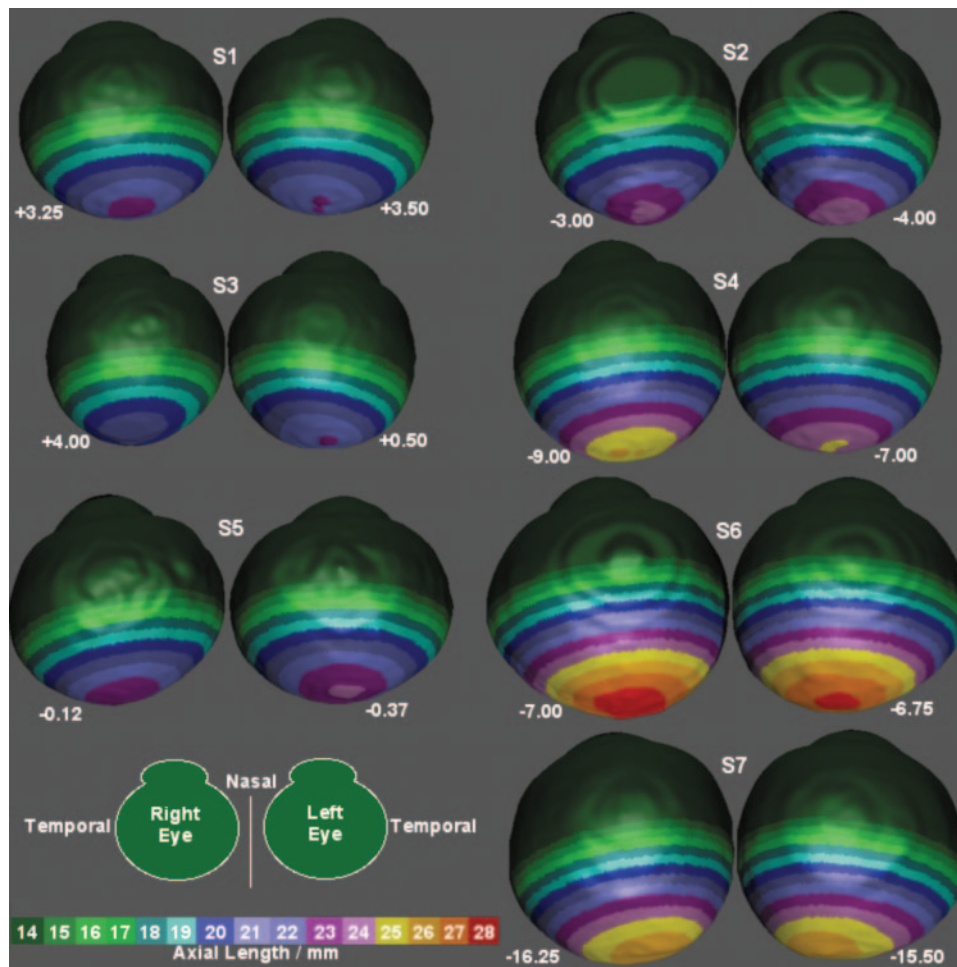 S1
S2
+3.25
+3.50
-3.00
-4.00
S3
S4
+4.00
+0.50
-9.00
-7.00
S5
S6
-0.12
-0.37
-7.00
-6.75
Nasal
S7
Temporal
Right
Eye
Left
Eye
Temporal
14 15 16 17 18 19 20 21 22 23 24 25 26 27 28
Axial Length / mm
-16.25
-15.50